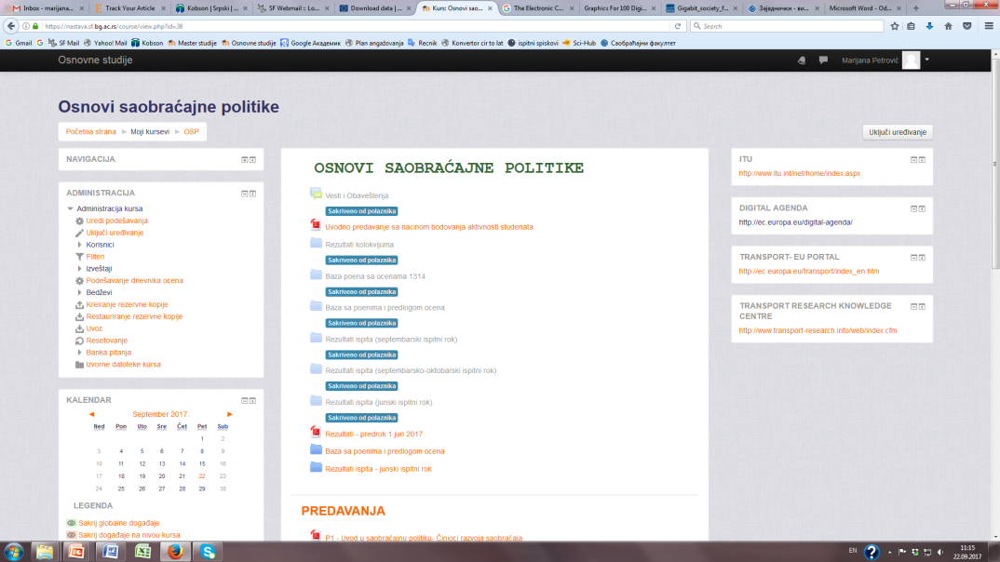 Inbox - marijana...
Track Your Article
Kobson | Srpski | ...
SF Webmail :: Lo...
Download data | ...
Kurs: Osnovi sao...
The Electronic C...
Graphics For 100 Digi...
Gigabit_society_f...
Заједнички - ви...
Microsoft Word - Od...
https://nastava.sf.bg.ac.rs/course/view.php?id=38
Search
Gmail
SF Mail
Yahoo! Mail
Kobson
Master studije
Osnovne studije
Google Академик
Plan angažovanja
Recnik
Konvertor cir to lat
ispitni spiskovi
Sci-Hub
Саобраћајни факултет
Osnovne studije
Marijana Petrović
Osnovi saobraćajne politike
Početna strana ► Moji kursevi ► OSP
Uključi uređivanje
NAVIGACIJA
ADMINISTRACIJA
Administracija kursa
Uredi podešavanja
Uključi uređivanje
Korisnici
Filteri
Izveštaji
Podešavanje dnevnika ocena
Bedževi
Kreiranje rezervne kopije
Restauriranje rezervne kopije
Uvoz
Resetovanje
Banka pitanja
Izvorne datoteke kursa
KALENDAR
◄ September 2017. ►
Ned Pon Uto Sre Čet Pet Sub
1 2
3 4 5 6 7 8 9
10 11 12 13 14 15 16
17 18 19 20 21 22 23
24 25 26 27 28 29 30
LEGENDA
Sakrij globalne događaje
Sakrij događaje na nivou kursa
OSNOVI SAOBRAĆAJNE POLITIKE
Vesti i Obaveštenja
Sakriveno od polaznika
Uvodno predavanje sa nacinom bodovanja aktivnosti studenata
Rezultati kolokvijuma
Sakriveno od polaznika
Baza poena sa ocenama 1314
Sakriveno od polaznika
Baza sa poenima i predlogom ocena
Sakriveno od polaznika
Rezultati ispita (septembarski ispitni rok)
Sakriveno od polaznika
Rezultati ispita (septembarsko-oktobarski ispitni rok)
Sakriveno od polaznika
Rezultati ispita (junski ispitni rok)
Sakriveno od polaznika
Rezultati - predrok 1 jun 2017.
Baza sa poenima i predlogom ocena
Rezultati ispita - junski ispitni rok
PREDAVANJA
P1 - Uvod u saobraćajnu politiku- Činioci razvoja saobraćaja
ITU
http://www.itu.int/net/home/index.aspx
DIGITAL AGENDA
http://ec.europa.eu/digital-agenda/
TRANSPORT- EU PORTAL
http://ec.europa.eu/transport/index_en.htm
TRANSPORT RESEARCH KNOWLEDGE
CENTRE
http://www.transport-research.info/web/index.cfm
EN
11:15
22.09.2017